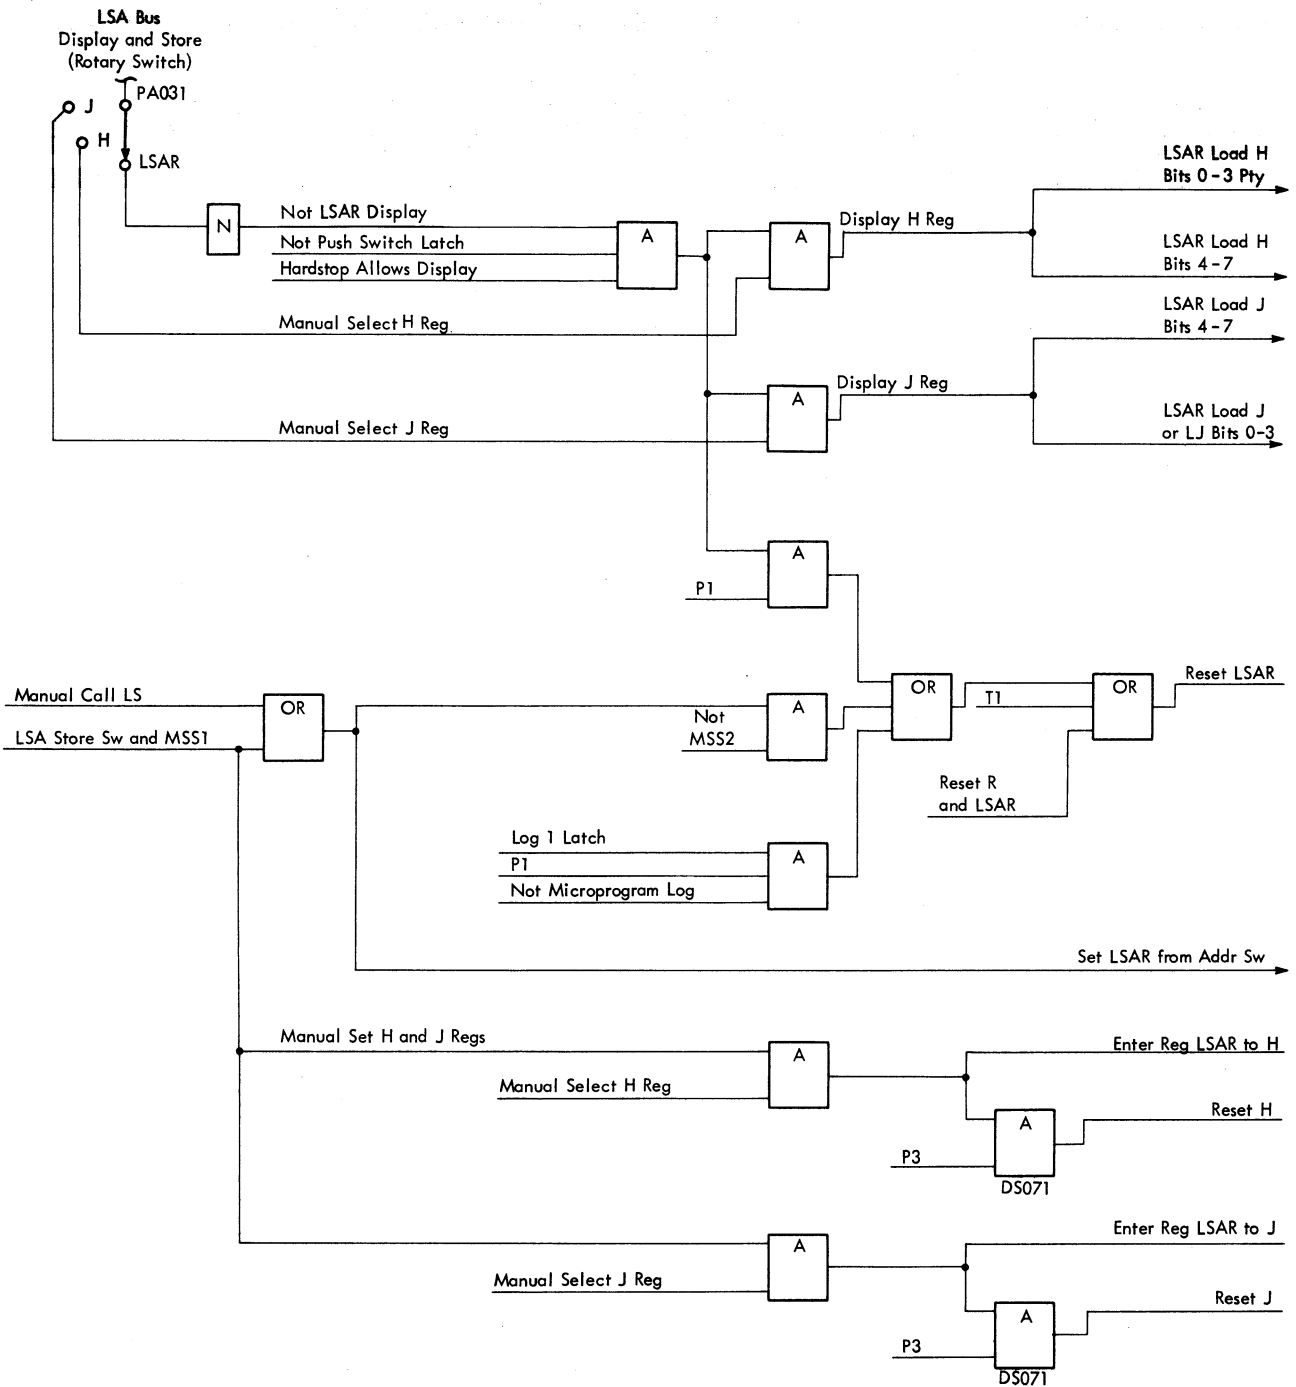 LSA Bus
Display and Store
(Rotary Switch)
PA031
J
H
LSAR
N
Not LSAR Display
Not Push Switch Latch
Hardstop Allows Display
A
A
Display H Reg
LSAR Load H
Bits 0-3 Pty
LSAR Load H
Bits 4-7
Manual Select H Reg
LSAR Load J
Bits 4-7
A
Display J Reg
LSAR Load J
or LJ Bits 0-3
Manual Select J Reg
A
P1
Manual Call LS
LSA Store Sw and MSS1
OR
A
Not
MSS2
OR
T1
OR
Reset LSAR
Reset R
and LSAR
Log 1 Latch
P1
Not Microprogram Log
A
Set LSAR from Addr Sw
Manual Set H and J Regs
A
Manual Select H Reg
Enter Reg LSAR to H
A
Reset H
P3
DS071
A
Manual Select J Reg
Enter Reg LSAR to J
A
Reset J
P3
DS071